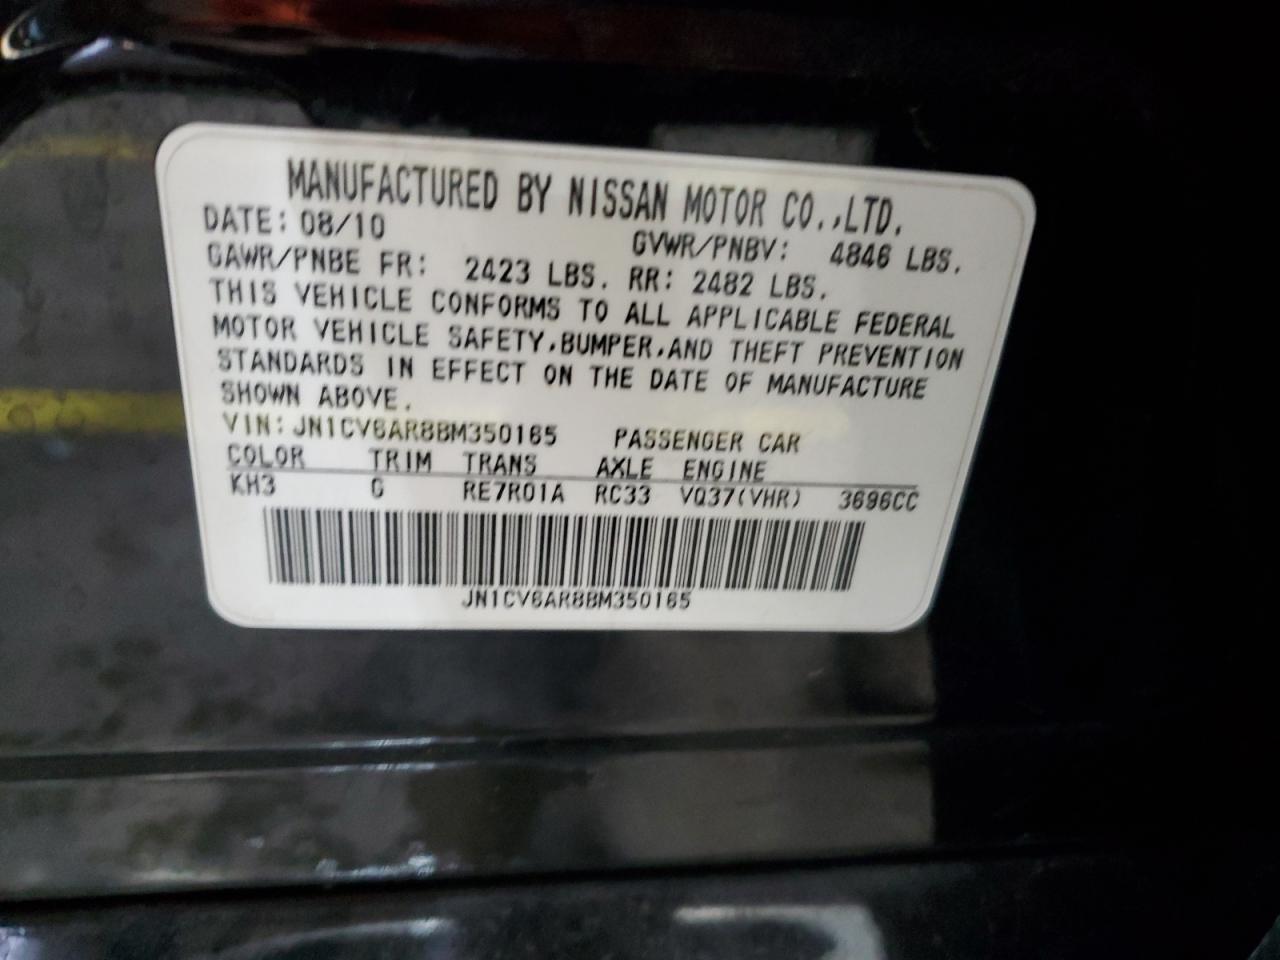 MANUFACTURED BY NISSAN MOTOR CO.,LTD.
DATE: 08/10 GVWR/PNBV: 4846 LBS.
GAWR/PNBE FR: 2423 LBS. RR: 2482 LBS.
THIS VEHICLE CONFORMS TO ALL APPLICABLE FEDERAL
MOTOR VEHICLE SAFETY,BUMPER,AND THEFT PREVENTION
STANDARDS IN EFFECT ON THE DATE OF MANUFACTURE
SHOWN ABOVE.
VIN: JN1CV6AR8BM350165 PASSENGER CAR
COLOR TRIM TRANS AXLE ENGINE
KH3 G RE7R01A RC33 VQ37(VHR) 3696CC
JN1CV6AR8BM350165